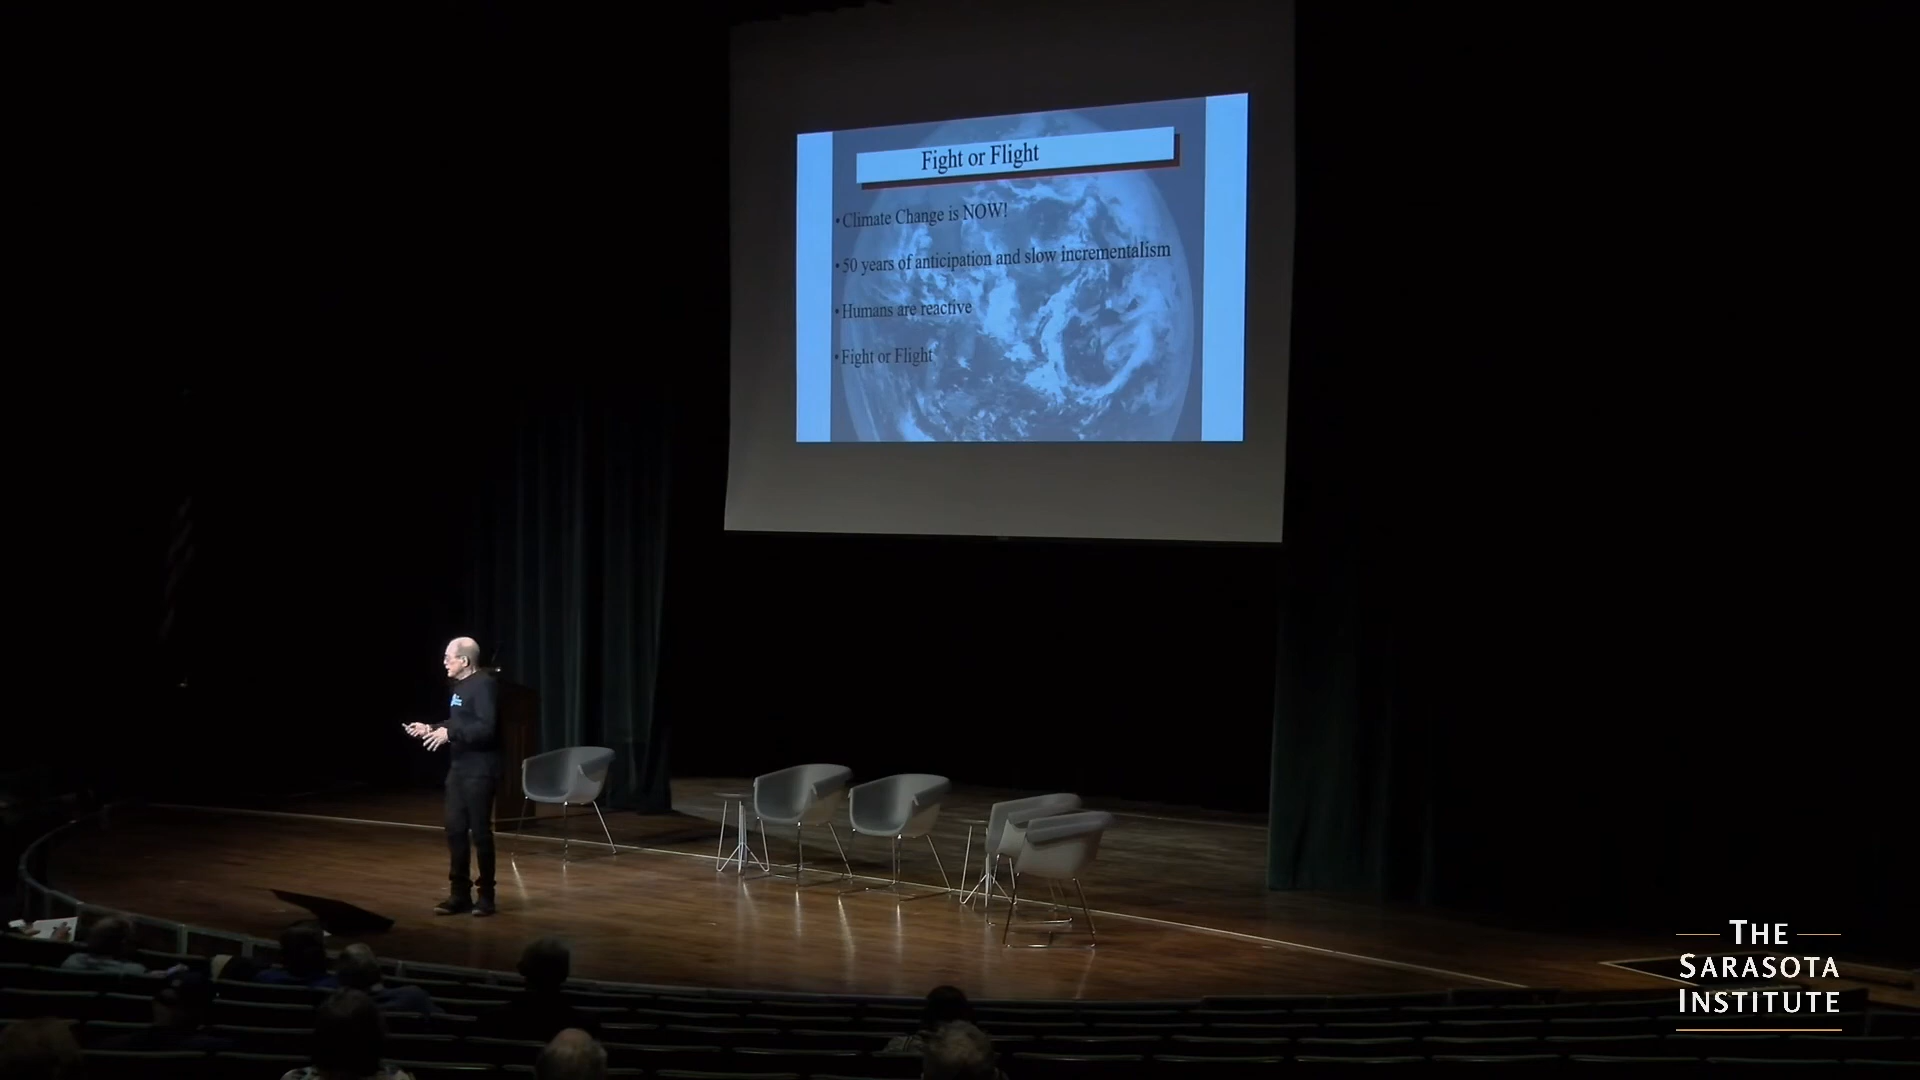 Fight or Flight
• Climate Change is NOW!
• 50 years of anticipation and slow incrementalism
• Humans are reactive
• Fight or Flight
THE
SARASOTA
INSTITUTE